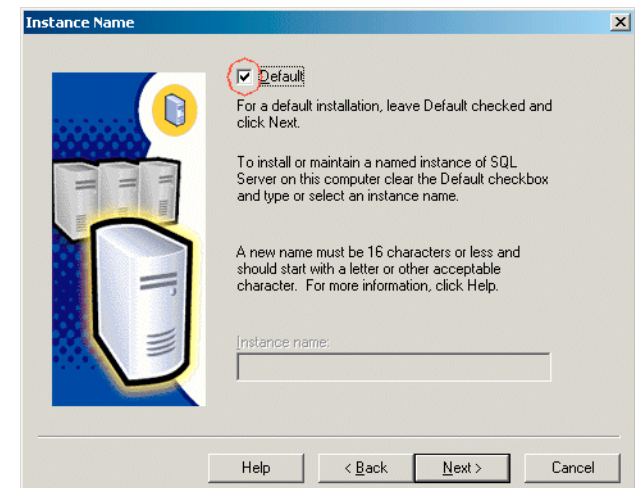 Instance Name
Default
For a default installation, leave Default checked and
click Next.
To install or maintain a named instance of SQL
Server on this computer clear the Default checkbox
and type or select an instance name.
A new name must be 16 characters or less and
should start with a letter or other acceptable
character. For more information, click Help.
Instance name:
Help < Back Next > Cancel